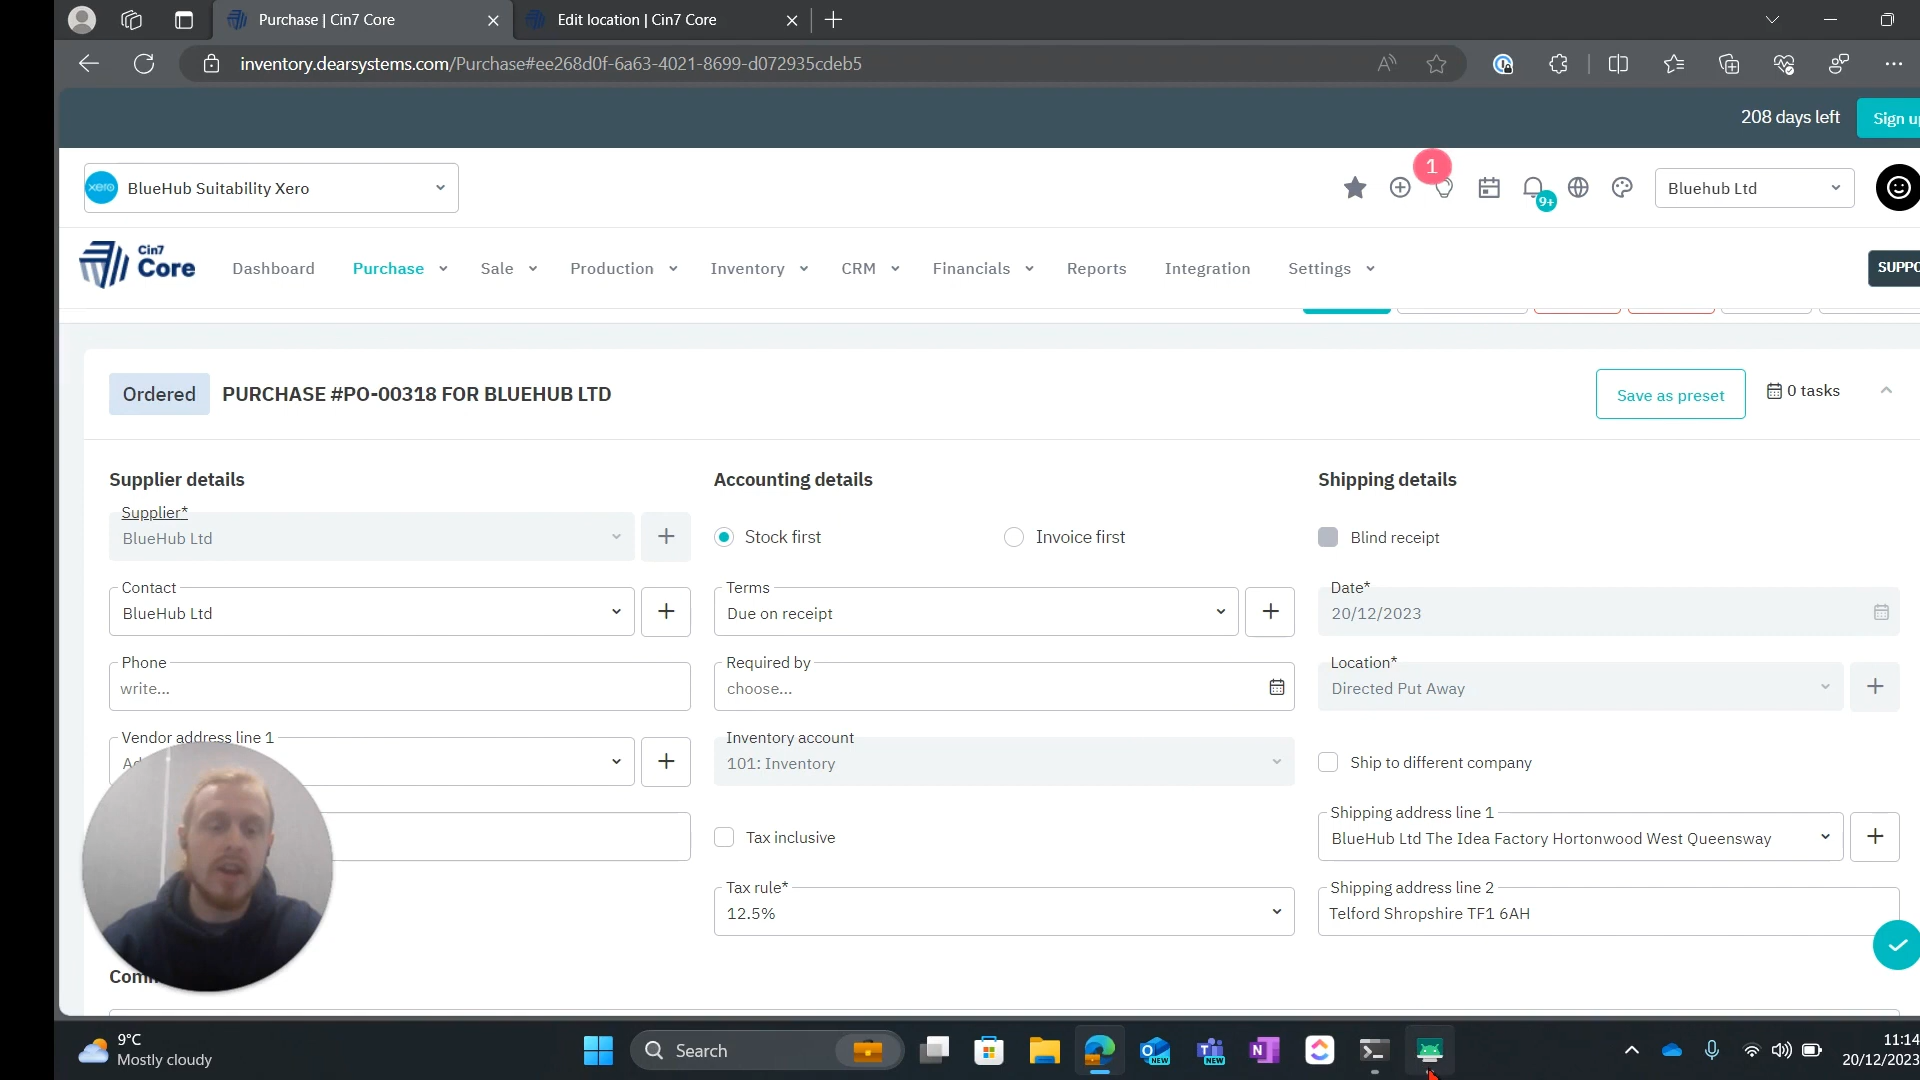 Purchase | Cin7 Core
Edit location | Cin7 Core
inventory.dearsystems.com/Purchase#ee268d0f-6a63-4021-8699-d072935cdeb5
208 days left
Sign u
xero
BlueHub Suitability Xero
1
9+
Bluehub Ltd
Cin7
Core
Dashboard
Purchase
Sale
Production
Inventory
CRM
Financials
Reports
Integration
Settings
SUPPO
Ordered
PURCHASE #PO-00318 FOR BLUEHUB LTD
Save as preset
0 tasks
Supplier details
Supplier*
BlueHub Ltd
Contact
BlueHub Ltd
Phone
write...
Vendor address line 1
Accounting details
Stock first
Invoice first
Terms
Due on receipt
Required by
choose...
Inventory account
101: Inventory
Tax inclusive
Tax rule*
12.5%
Shipping details
Blind receipt
Date*
20/12/2023
Location*
Directed Put Away
Ship to different company
Shipping address line 1
BlueHub Ltd The Idea Factory Hortonwood West Queensway
Shipping address line 2
Telford Shropshire TF1 6AH
Com
9°C
Mostly cloudy
Search
NEW
NEW
11:14
20/12/2023